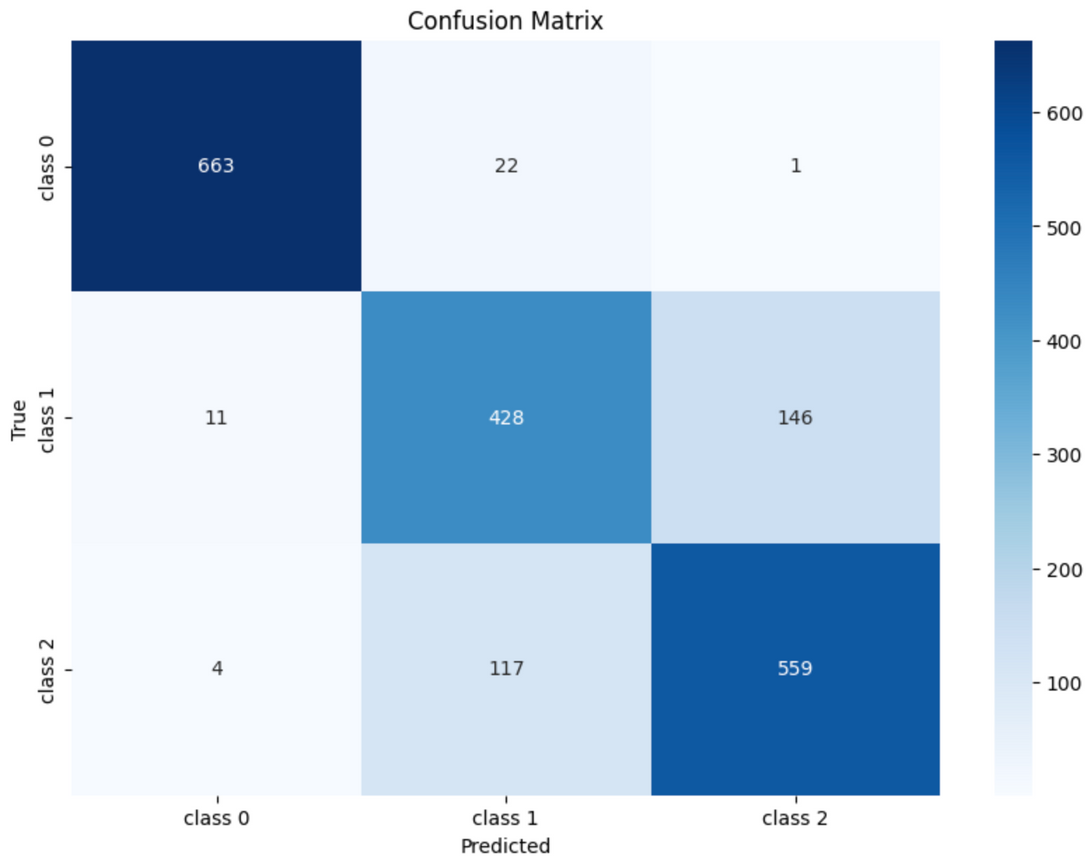 Confusion Matrix
class 0
663
22
1
True
class 1
11
428
146
class 2
4
117
559
class 0
class 1
class 2
Predicted
600
500
400
300
200
100